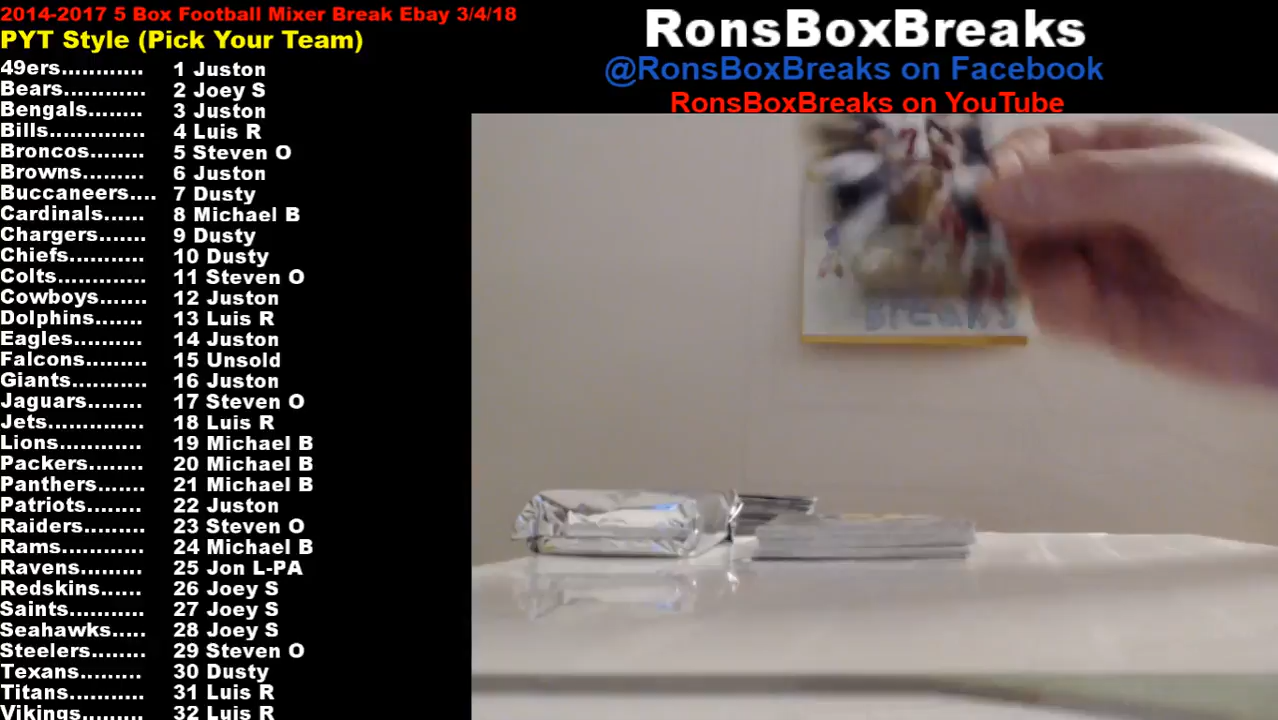 2014-2017 5 Box Football Mixer Break Ebay 3/4/18
PYT Style (Pick Your Team)
49ers............ 1 Juston
Bears............ 2 Joey S
Bengals........ 3 Juston
Bills.............. 4 Luis R
Broncos........ 5 Steven O
Browns......... 6 Juston
Buccaneers.... 7 Dusty
Cardinals...... 8 Michael B
Chargers....... 9 Dusty
Chiefs........... 10 Dusty
Colts............. 11 Steven O
Cowboys....... 12 Juston
Dolphins....... 13 Luis R
Eagles.......... 14 Juston
Falcons......... 15 Unsold
Giants........... 16 Juston
Jaguars........ 17 Steven O
Jets.............. 18 Luis R
Lions............ 19 Michael B
Packers........ 20 Michael B
Panthers....... 21 Michael B
Patriots........ 22 Juston
Raiders......... 23 Steven O
Rams............ 24 Michael B
Ravens......... 25 Jon L-PA
Redskins...... 26 Joey S
Saints........... 27 Joey S
Seahawks..... 28 Joey S
Steelers........ 29 Steven O
Texans......... 30 Dusty
Titans........... 31 Luis R
Vikings......... 32 Luis R
RonsBoxBreaks
@RonsBoxBreaks on Facebook
RonsBoxBreaks on YouTube
Breaks